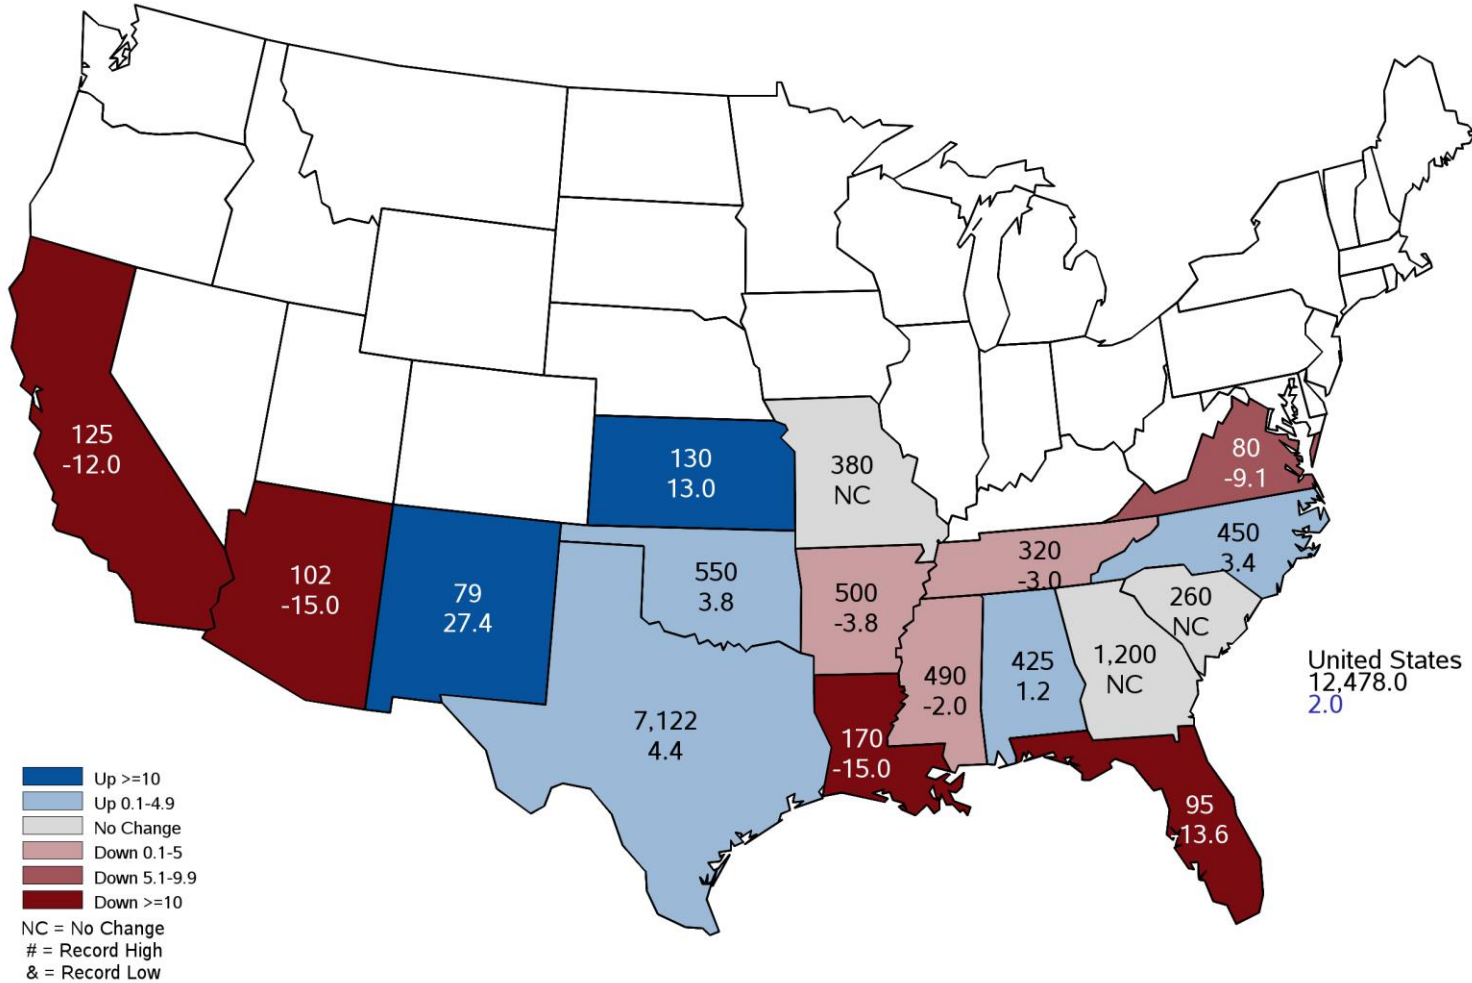 125
-12.0
102
-15.0
79
27.4
130
13.0
380
NC
550
3.8
7,122
4.4
500
-3.8
170
-15.0
490
-2.0
320
-3.0
425
1.2
1,200
NC
260
NC
450
3.4
80
-9.1
95
-13.6
United States
12,478.0
2.0
Up >=10
Up 0.1-4.9
No Change
Down 0.1-5
Down 5.1-9.9
Down >=10
NC = No Change
# = Record High
& = Record Low